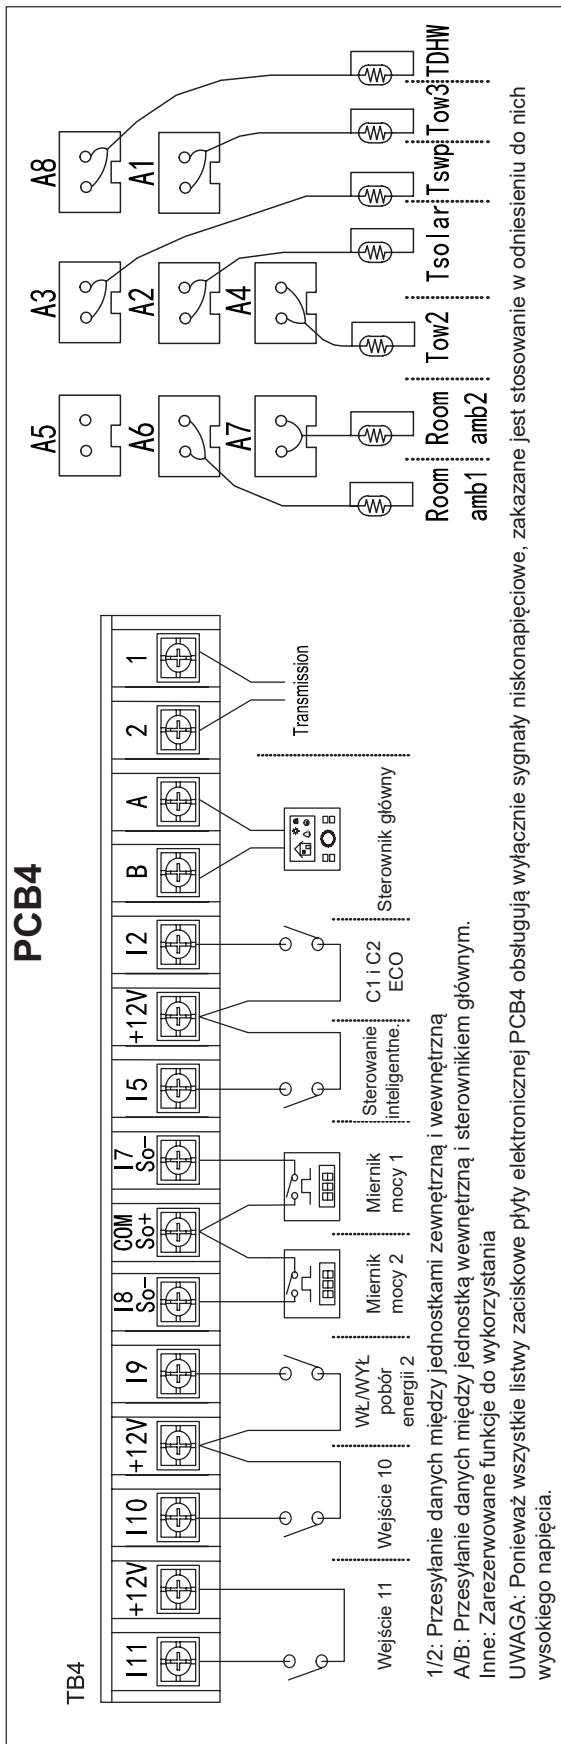 PCB4
TB4
I11
+12V
I10
+12V
I9
I8
So-
COM
So+
I7
So-
I5
+12V
I2
B
A
2
1
Wejście 11
Wejście 10
WŁ/WYŁ
pobór
energii 2
Miernik
mocy 2
Miernik
mocy 1
Sterowanie
inteligentne.
C1 i C2
ECO
Sterownik główny
Transmission
A5
A6
A7
A3
A2
A4
A8
A1
Room
amb1
Room
amb2
Tow2
Tsolar
Tswp
Tow3
TDHW
1/2: Przesyłanie danych między jednostkami zewnętrzną i wewnętrzną
A/B: Przesyłanie danych między jednostką wewnętrzną i sterownikiem głównym.
Inne: Zarezerwowane funkcje do wykorzystania
UWAGA: Ponieważ wszystkie listwy zaciskowe płyty elektronicznej PCB4 obsługują wyłącznie sygnały niskonapięciowe, zakazane jest stosowanie w odniesieniu do nich
wysokiego napięcia.